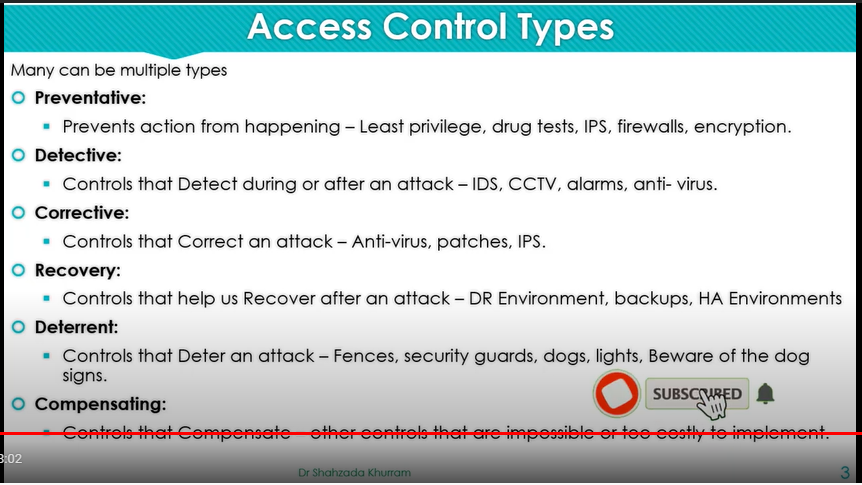 Access Control Types
Many can be multiple types
Preventative:
Prevents action from happening – Least privilege, drug tests, IPS, firewalls, encryption.
Detective:
Controls that Detect during or after an attack – IDS, CCTV, alarms, anti- virus.
Corrective:
Controls that Correct an attack – Anti-virus, patches, IPS.
Recovery:
Controls that help us Recover after an attack – DR Environment, backups, HA Environments
Deterrent:
Controls that Deter an attack – Fences, security guards, dogs, lights, Beware of the dog
signs.
SUBSCRIBED
Compensating:
Controls that Compensate – other controls that are impossible or too costly to implement.
3:02
Dr Shahzada Khurram
3